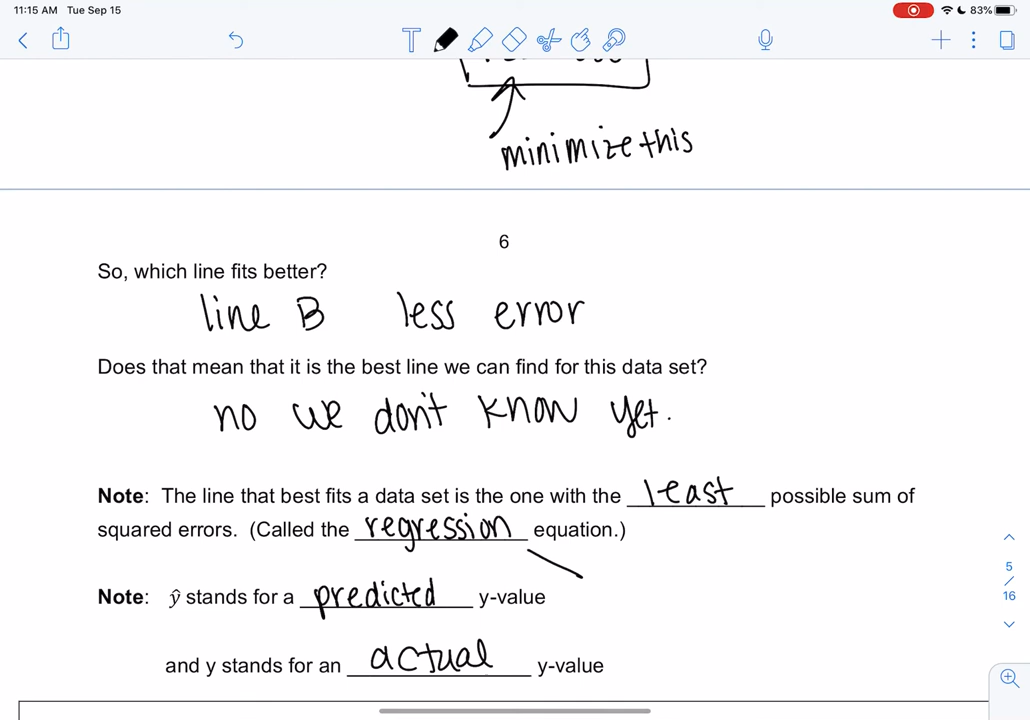 11:15 AM Tue Sep 15
83%
minimize this
6
So, which line fits better?
line B less error
Does that mean that it is the best line we can find for this data set?
no we don't know yet.
Note: The line that best fits a data set is the one with the least possible sum of
squared errors. (Called the regression equation.)
Note: ŷ stands for a predicted y-value
and y stands for an actual y-value
5
/
16